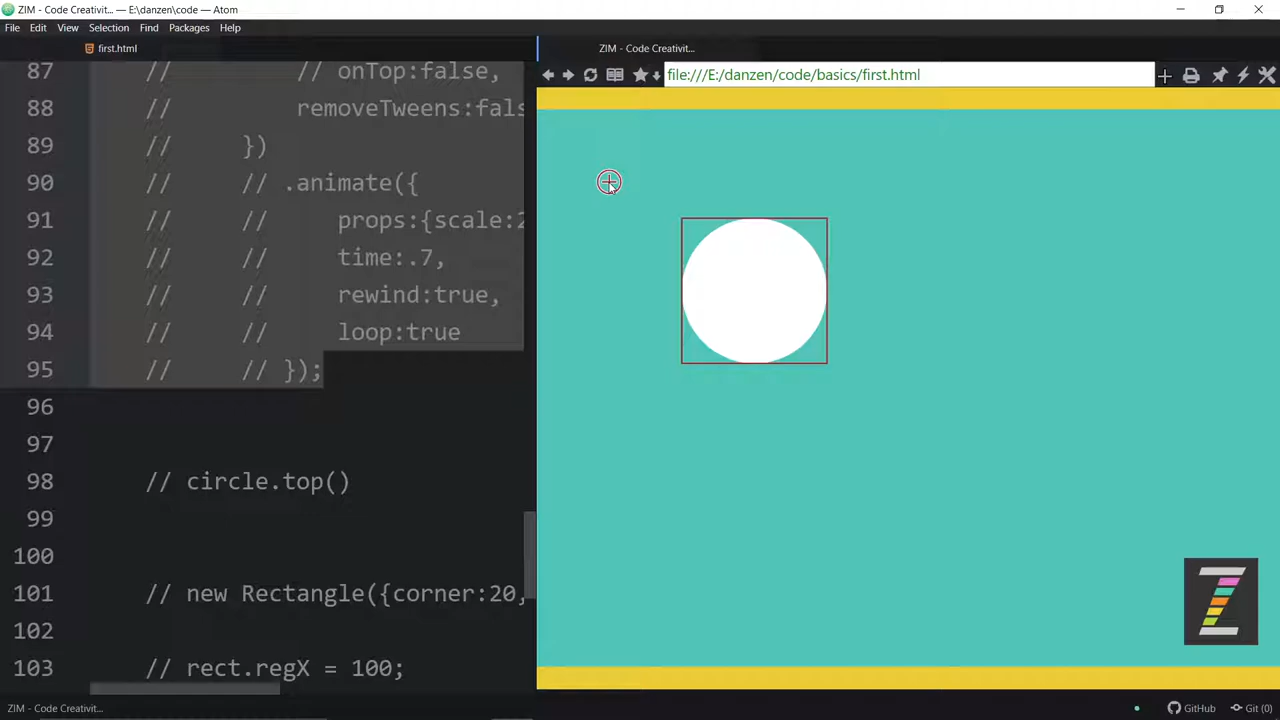 ZIM - Code Creativit... — E:\danzen\code — Atom
File Edit View Selection Find Packages Help
first.html
ZIM - Code Creativit...
file:///E:/danzen/code/basics/first.html
87 // // onTop:false,
88 // removeTweens:fals
89 // })
90 // // .animate({
91 // // props:{scale:2
92 // // time:.7,
93 // // rewind:true,
94 // // loop:true
95 // // });
96
97
98 // circle.top()
99
100
101 // new Rectangle({corner:20,
102
103 // rect.regX = 100;
Z
ZIM - Code Creativit...
GitHub
Git (0)